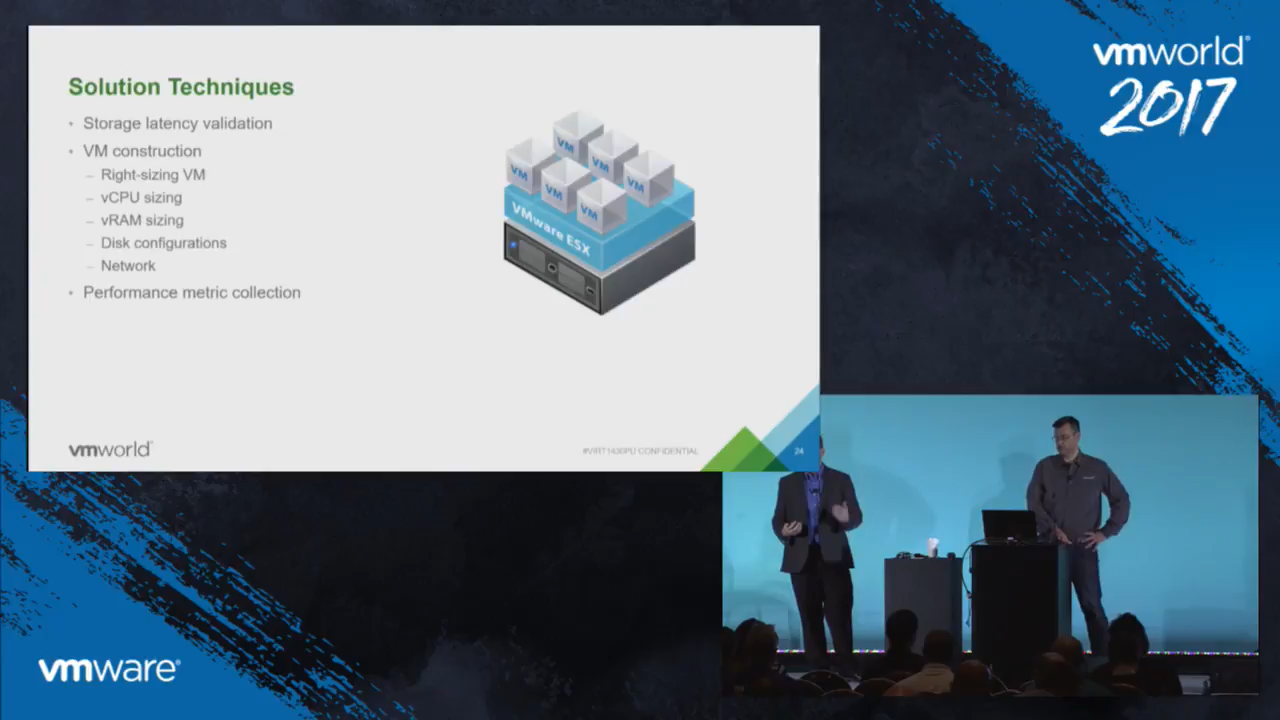 Solution Techniques
• Storage latency validation
• VM construction
– Right-sizing VM
– vCPU sizing
– vRAM sizing
– Disk configurations
– Network
• Performance metric collection
VM
VM
VM
VM
VM
VM
VMware ESX
vmworld
#VIRT1430PU CONFIDENTIAL
24
vmworld®
2017
vmware®